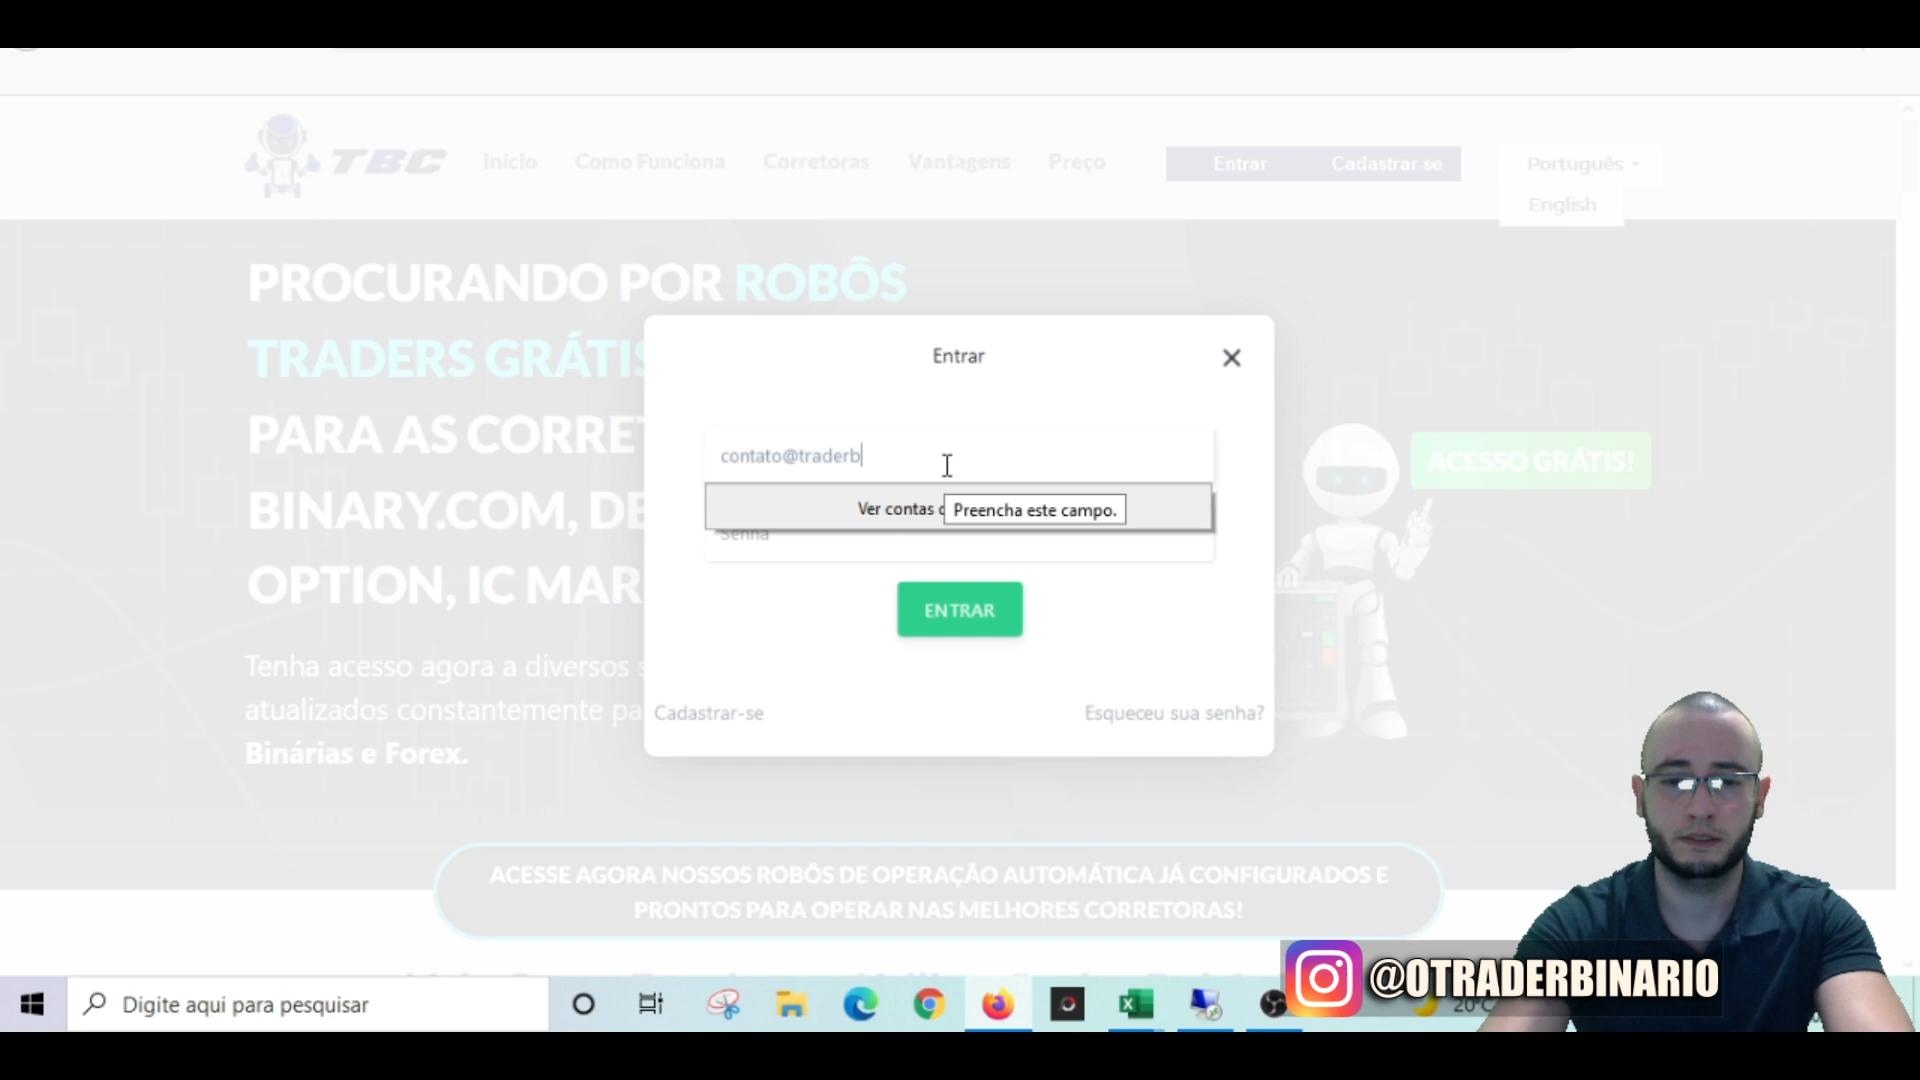 TBC
Início
Como Funciona
Corretoras
Vantagens
Preço
Entrar
Cadastrar-se
Português
English
PROCURANDO POR ROBÔS
TRADERS GRÁTIS
PARA AS CORRET
BINARY.COM, DE
OPTION, IC MAR
Tenha acesso agora a diversos s
atualizados constantemente pa
Binárias e Forex.
Entrar
contato@traderb
Ver contas
Preencha este campo.
Senha
ENTRAR
Cadastrar-se
Esqueceu sua senha?
ACESSO GRÁTIS!
ACESSE AGORA NOSSOS ROBÔS DE OPERAÇÃO AUTOMÁTICA JÁ CONFIGURADOS E
PRONTOS PARA OPERAR NAS MELHORES CORRETORAS!
@OTRADERBINARIO
Digite aqui para pesquisar
20°C